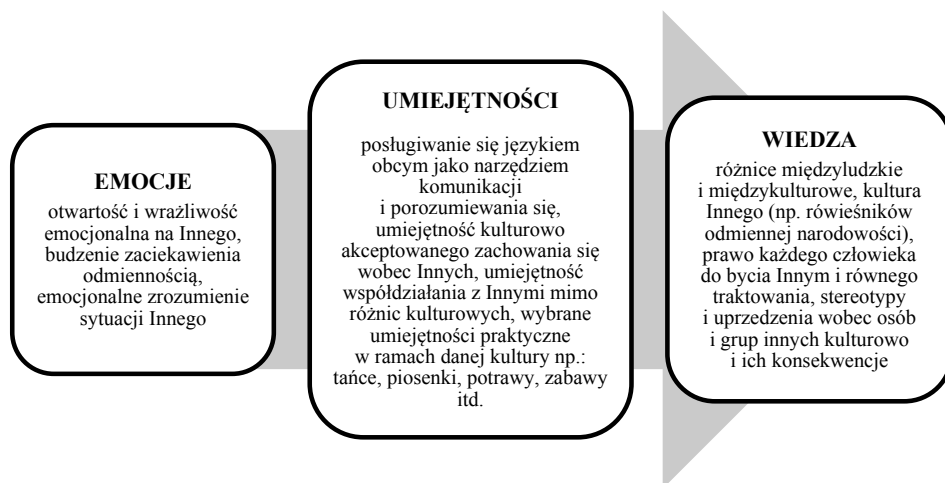 EMOCJE
otwartość i wrażliwość
emocjonalna na Innego,
budzenie zaciekawienia
odmiennością,
emocjonalne zrozumienie
sytuacji Innego
UMIEJĘTNOŚCI
posługiwanie się językiem
obcym jako narzędziem
komunikacji
i porozumiewania się,
umiejętność kulturowo
akceptowanego zachowania się
wobec Innych, umiejętność
współdziałania z Innymi mimo
różnic kulturowych, wybrane
umiejętności praktyczne
w ramach danej kultury np.:
tańce, piosenki, potrawy, zabawy
itd.
WIEDZA
różnice międzyludzkie
i międzykulturowe, kultura
Innego (np. rówieśników
odmiennej narodowości),
prawo każdego człowieka
do bycia Innym i równego
traktowania, stereotypy
i uprzedzenia wobec osób
i grup innych kulturowo
i ich konsekwencje